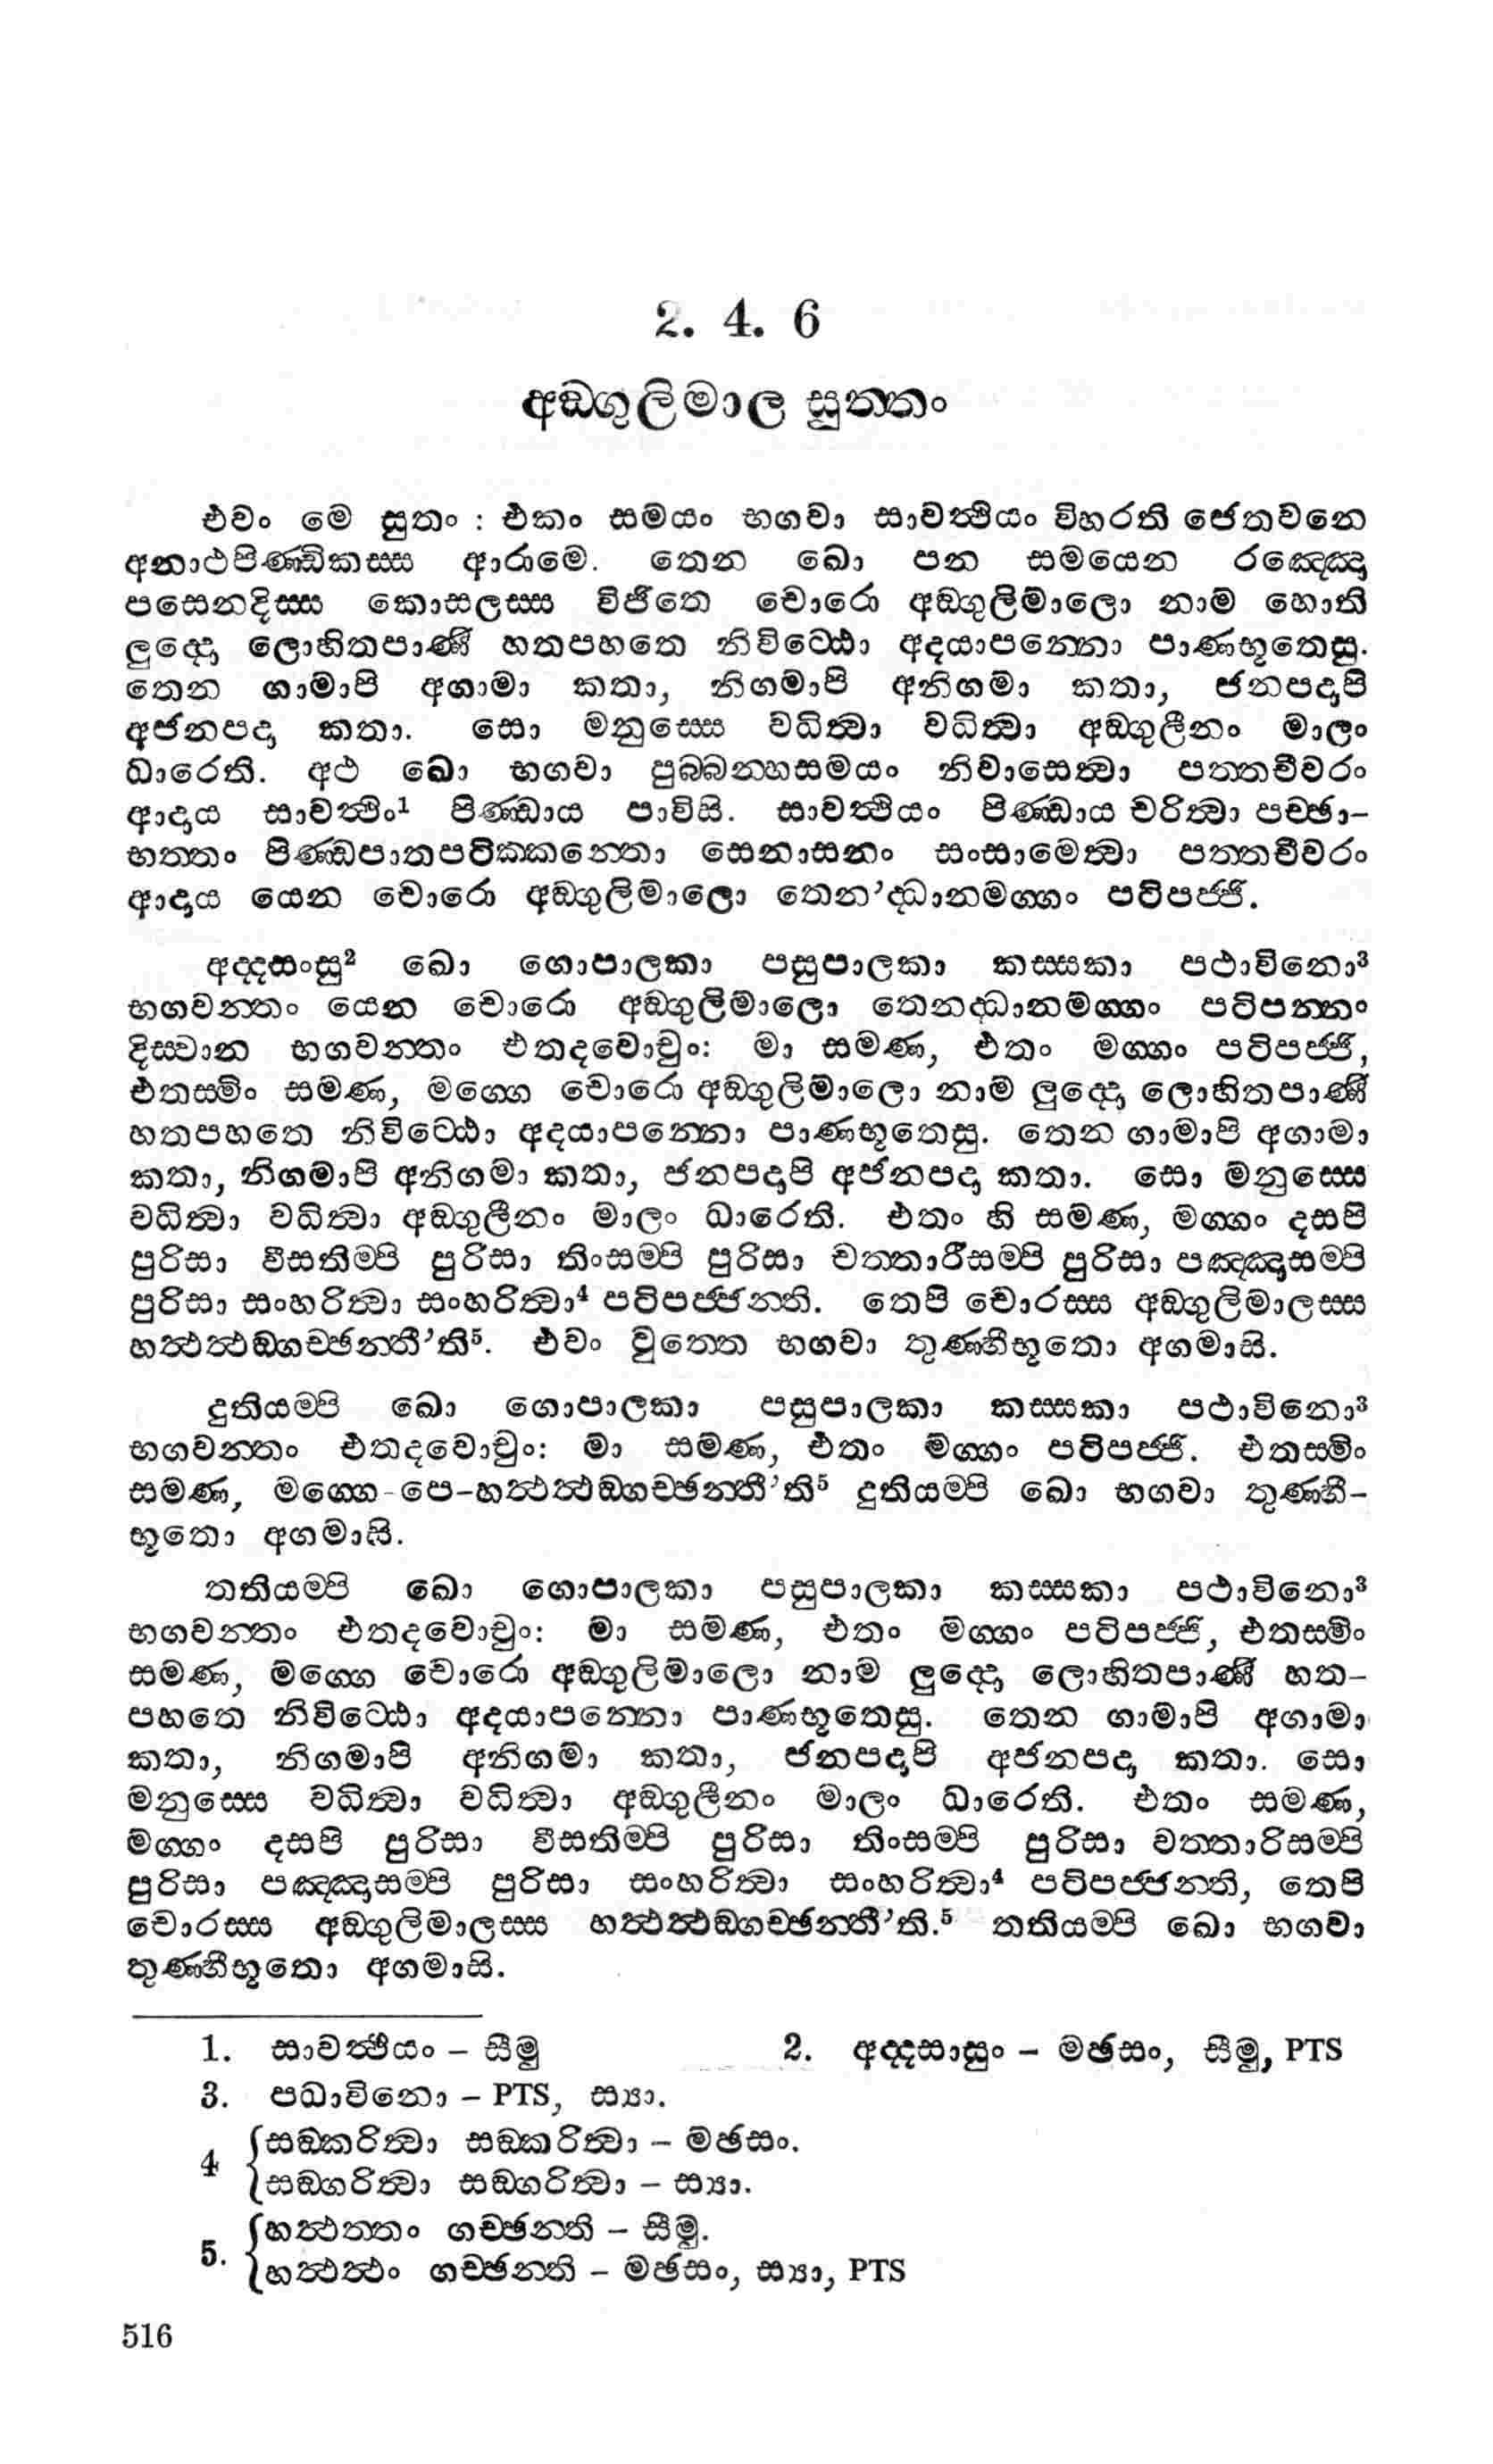 2. 4. 6
අඞ්ගුලිමාල සුත්තං
එවං මෙ සුතං : එකං සමයං භගවා සාවත්ථියං විහරති ජෙතවනෙ
අනාථපිණ්ඩිකස්ස ආරාමෙ. තෙන ඛො පන සමයෙන රඤ්ඤො
පසෙනදිස්ස කොසලස්ස විජිතෙ චොරො අඞ්ගුලිමාලො නාම හොති
ලුද්දො ලොහිතපාණී හතපහතෙ නිවිට්ඨො අදයාපන්නො පාණභූතෙසු.
තෙන ගාමාපි අගාමා කතා, නිගමාපි අනිගමා කතා, ජනපදාපි
අජනපදා කතා. සො මනුස්සෙ වධිත්වා වධිත්වා අඞ්ගුලීනං මාලං
ධාරෙති. අථ ඛො භගවා පුබ්බන්හසමයං නිවාසෙත්වා පත්තචීවරං
ආදාය සාවත්ථිං¹ පිණ්ඩාය පාවිසි. සාවත්ථියං පිණ්ඩාය චරිත්වා පච්ඡා-
භත්තං පිණ්ඩපාතපටික්කන්තො සෙනාසනං සංසාමෙත්වා පත්තචීවරං
ආදාය යෙන චොරො අඞ්ගුලිමාලො තෙන’ද්ධානමග්ගං පටිපජ්ජි.
අද්දසංසු² ඛො ගොපාලකා පසුපාලකා කස්සකා පථාවිනො³
භගවන්තං යෙන චොරො අඞ්ගුලිමාලො තෙනද්ධානමග්ගං පටිපන්නං
දිස්වාන භගවන්තං එතදවොචුං: මා සමණ, එතං මග්ගං පටිපජ්ජි,
එතස්මිං සමණ, මග්ගෙ චොරො අඞ්ගුලිමාලො නාම ලුද්දො ලොහිතපාණී
හතපහතෙ නිවිට්ඨො අදයාපන්නො පාණභූතෙසු. තෙන ගාමාපි අගාමා
කතා, නිගමාපි අනිගමා කතා, ජනපදාපි අජනපදා කතා. සො මනුස්සෙ
වධිත්වා වධිත්වා අඞ්ගුලීනං මාලං ධාරෙති. එතං හි සමණ, මග්ගං දසපි
පුරිසා වීසතිම්පි පුරිසා තිංසම්පි පුරිසා චත්තාරීසම්පි පුරිසා පඤ්ඤාසම්පි
පුරිසා සංහරිත්වා සංහරිත්වා⁴ පටිපජ්ජන්ති. තෙපි චොරස්ස අඞ්ගුලිමාලස්ස
හත්ථත්ථඞ්ගච්ඡන්තී’ති⁵. එවං වුත්තෙ භගවා තුණ්හීභූතො අගමාසි.
දුතියම්පි ඛො ගොපාලකා පසුපාලකා කස්සකා පථාවිනො³
භගවන්තං එතදවොචුං: මා සමණ, එතං මග්ගං පටිපජ්ජි. එතස්මිං
සමණ, මග්ගෙ-පෙ-හත්ථත්ථඞ්ගච්ඡන්තී’ති⁵ දුතියම්පි ඛො භගවා තුණ්හී-
භූතො අගමාසි.
තතියම්පි ඛො ගොපාලකා පසුපාලකා කස්සකා පථාවිනො³
භගවන්තං එතදවොචුං: මා සමණ, එතං මග්ගං පටිපජ්ජි, එතස්මිං
සමණ, මග්ගෙ චොරො අඞ්ගුලිමාලො නාම ලුද්දො ලොහිතපාණී හත-
පහතෙ නිවිට්ඨො අදයාපන්නො පාණභූතෙසු. තෙන ගාමාපි අගාමා
කතා, නිගමාපි අනිගමා කතා, ජනපදාපි අජනපදා කතා. සො
මනුස්සෙ වධිත්වා වධිත්වා අඞ්ගුලීනං මාලං ධාරෙති. එතං සමණ,
මග්ගං දසපි පුරිසා වීසතිම්පි පුරිසා තිංසම්පි පුරිසා චත්තාරිසම්පි
පුරිසා පඤ්ඤාසම්පි පුරිසා සංහරිත්වා සංහරිත්වා⁴ පටිපජ්ජන්ති, තෙපි
චොරස්ස අඞ්ගුලිමාලස්ස හත්ථත්ථඞ්ගච්ඡන්තී’ති.⁵ තතියම්පි ඛො භගවා
තුණ්හීභූතො අගමාසි.
1. සාවත්ථියං – සීමු 2. අද්දසාසුං – මඡසං, සීමු, PTS
3. පධාවිනො – PTS, ස්‍යා.
4 {සඞ්කරිත්වා සඞ්කරිත්වා – මඡසං.
{සඞ්ගරිත්වා සඞ්ගරිත්වා – ස්‍යා.
5. {හත්ථත්තං ගච්ඡන්ති – සීමු.
{හත්ථත්ථං ගච්ඡන්ති – මඡසං, ස්‍යා, PTS
516